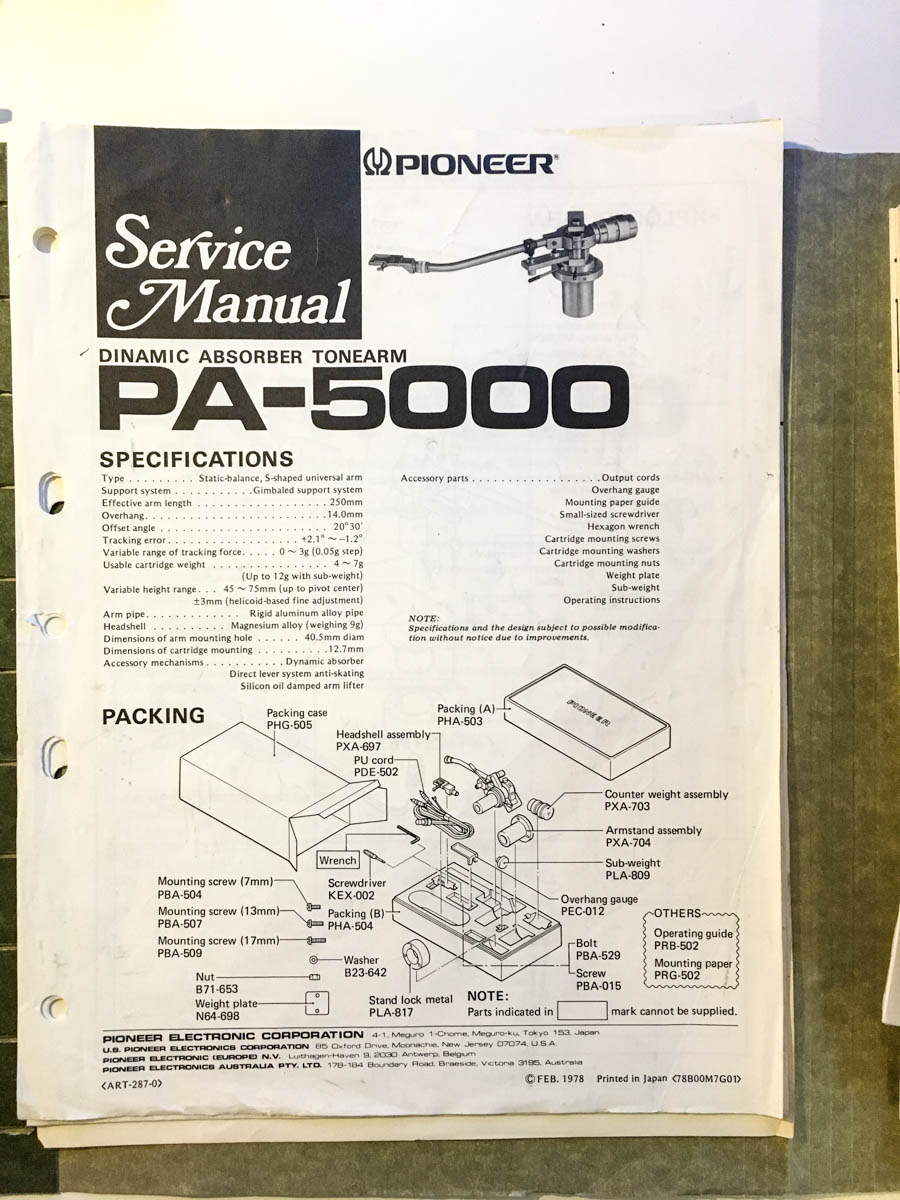 Service
Manual
PIONEER®
DINAMIC ABSORBER TONEARM
PA-5000
SPECIFICATIONS
Type . . . . . . . . . Static-balance, S-shaped universal arm
Support system . . . . . . . . . . . Gimbaled support system
Effective arm length . . . . . . . . . . . . . . . . . . 250mm
Overhang. . . . . . . . . . . . . . . . . . . . . . . 14.0mm
Offset angle . . . . . . . . . . . . . . . . . . . . . . 20°30'
Tracking error. . . . . . . . . . . . . . . . . +2.1° ~ -1.2°
Variable range of tracking force. . . . . 0 ~ 3g (0.05g step)
Usable cartridge weight . . . . . . . . . . . . . . . . 4 ~ 7g
(Up to 12g with sub-weight)
Variable height range. . . 45 ~ 75mm (up to pivot center)
±3mm (helicoid-based fine adjustment)
Arm pipe. . . . . . . . . . . . . Rigid aluminum alloy pipe
Headshell . . . . . . . . . . Magnesium alloy (weighing 9g)
Dimensions of arm mounting hole . . . . . . 40.5mm diam
Dimensions of cartridge mounting . . . . . . . . . . 12.7mm
Accessory mechanisms. . . . . . . . . . . Dynamic absorber
Direct lever system anti-skating
Silicon oil damped arm lifter
Accessory parts . . . . . . . . . . . . . . . . . Output cords
Overhang gauge
Mounting paper guide
Small-sized screwdriver
Hexagon wrench
Cartridge mounting screws
Cartridge mounting washers
Cartridge mounting nuts
Weight plate
Sub-weight
Operating instructions
NOTE:
Specifications and the design subject to possible modifica-
tion without notice due to improvements.
PACKING
Packing case
PHG-505
Headshell assembly
PXA-697
PU cord
PDE-502
Packing (A)
PHA-503
PIONEER
Counter weight assembly
PXA-703
Armstand assembly
PXA-704
Sub-weight
PLA-809
Overhang gauge
PEC-012
Wrench
Screwdriver
KEX-002
Packing (B)
PHA-504
Mounting screw (7mm)
PBA-504
Mounting screw (13mm)
PBA-507
Mounting screw (17mm)
PBA-509
Washer
B23-642
Nut
B71-653
Weight plate
N64-698
Stand lock metal
PLA-817
Bolt
PBA-529
Screw
PBA-015
OTHERS
Operating guide
PRB-502
Mounting paper
PRG-502
NOTE:
Parts indicated in mark cannot be supplied.
PIONEER ELECTRONIC CORPORATION 4-1, Meguro 1-Chome, Meguro-ku, Tokyo 153, Japan
U.S. PIONEER ELECTRONICS CORPORATION 85 Oxford Drive, Moonachie, New Jersey 07074, U.S.A.
PIONEER ELECTRONIC (EUROPE) N.V. Luithagen-Haven 9, 2030 Antwerp, Belgium
PIONEER ELECTRONICS AUSTRALIA PTY. LTD. 178-184 Boundary Road, Braeside, Victoria 3195, Australia
<ART-287-0>
©FEB. 1978 Printed in Japan <78B00M7G01>